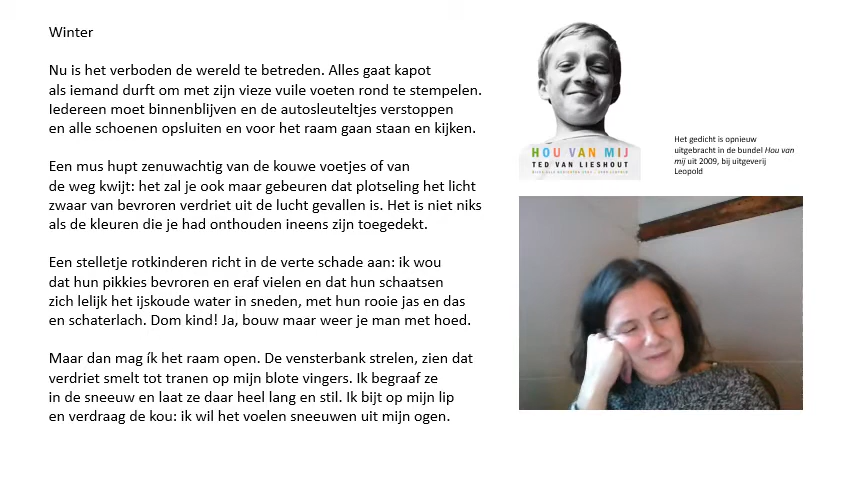 Winter
Nu is het verboden de wereld te betreden. Alles gaat kapot
als iemand durft om met zijn vieze vuile voeten rond te stempelen.
Iedereen moet binnenblijven en de autosleuteltjes verstoppen
en alle schoenen opsluiten en voor het raam gaan staan en kijken.
Een mus hupt zenuwachtig van de kouwe voetjes of van
de weg kwijt: het zal je ook maar gebeuren dat plotseling het licht
zwaar van bevroren verdriet uit de lucht gevallen is. Het is niet niks
als de kleuren die je had onthouden ineens zijn toegedekt.
Een stelletje rotkinderen richt in de verte schade aan: ik wou
dat hun pikkies bevroren en eraf vielen en dat hun schaatsen
zich lelijk het ijskoude water in sneden, met hun rooie jas en das
en schaterlach. Dom kind! Ja, bouw maar weer je man met hoed.
Maar dan mag ík het raam open. De vensterbank strelen, zien dat
verdriet smelt tot tranen op mijn blote vingers. Ik begraaf ze
in de sneeuw en laat ze daar heel lang en stil. Ik bijt op mijn lip
en verdraag de kou: ik wil het voelen sneeuwen uit mijn ogen.
HOU VAN MIJ
TED VAN LIESHOUT
Het gedicht is opnieuw
uitgebracht in de bundel Hou van
mij uit 2009, bij uitgeverij
Leopold